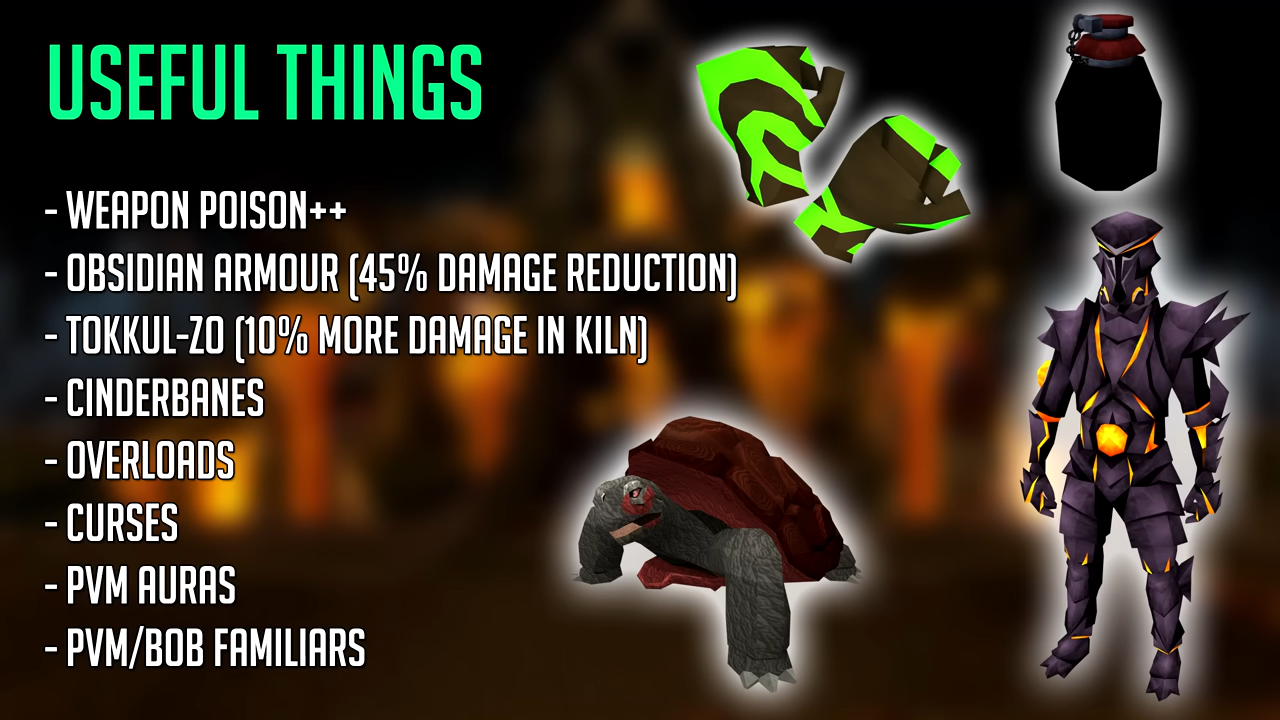 USEFUL THINGS
- WEAPON POISON++
- OBSIDIAN ARMOUR (45% DAMAGE REDUCTION)
- TOKKUL-ZO (10% MORE DAMAGE IN KILN)
- CINDERBANES
- OVERLOADS
- CURSES
- PVM AURAS
- PVM/BOB FAMILIARS